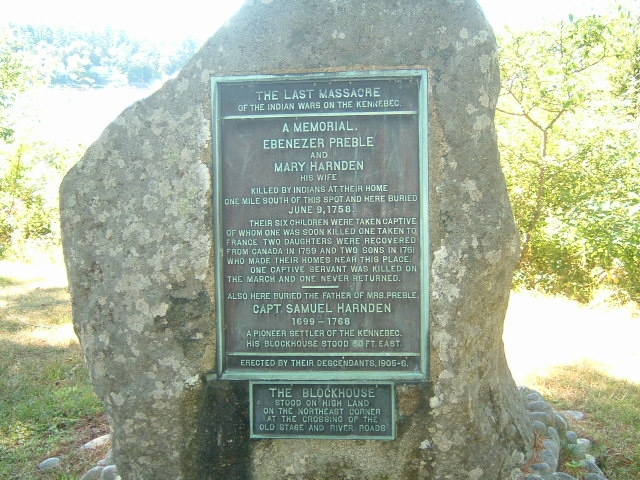 THE LAST MASSACRE
OF THE INDIAN WARS ON THE KENNEBEC.
A MEMORIAL.
EBENEZER PREBLE
AND
MARY HARNDEN
HIS WIFE
KILLED BY INDIANS AT THEIR HOME
ONE MILE SOUTH OF THIS SPOT AND HERE BURIED
JUNE 9, 1758.
THEIR SIX CHILDREN WERE TAKEN CAPTIVE
OF WHOM ONE WAS SOON KILLED ONE TAKEN TO
FRANCE TWO DAUGHTERS WERE RECOVERED
FROM CANADA IN 1759 AND TWO SONS IN 1761
WHO MADE THEIR HOMES NEAR THIS PLACE.
ONE CAPTIVE SERVANT WAS KILLED ON
THE MARCH AND ONE NEVER RETURNED.
ALSO HERE BURIED THE FATHER OF MRS. PREBLE,
CAPT. SAMUEL HARNDEN
1699-1768
A PIONEER SETTLER OF THE KENNEBEC.
HIS BLOCKHOUSE STOOD FT. EAST.
ERECTED BY THEIR DESCENDANTS, 1905-6.
THE BLOCKHOUSE
STOOD ON HIGH LAND
ON THE NORTHEAST CORNER
AT THE CROSSING OF THE
OLD STAGE AND RIVER ROADS